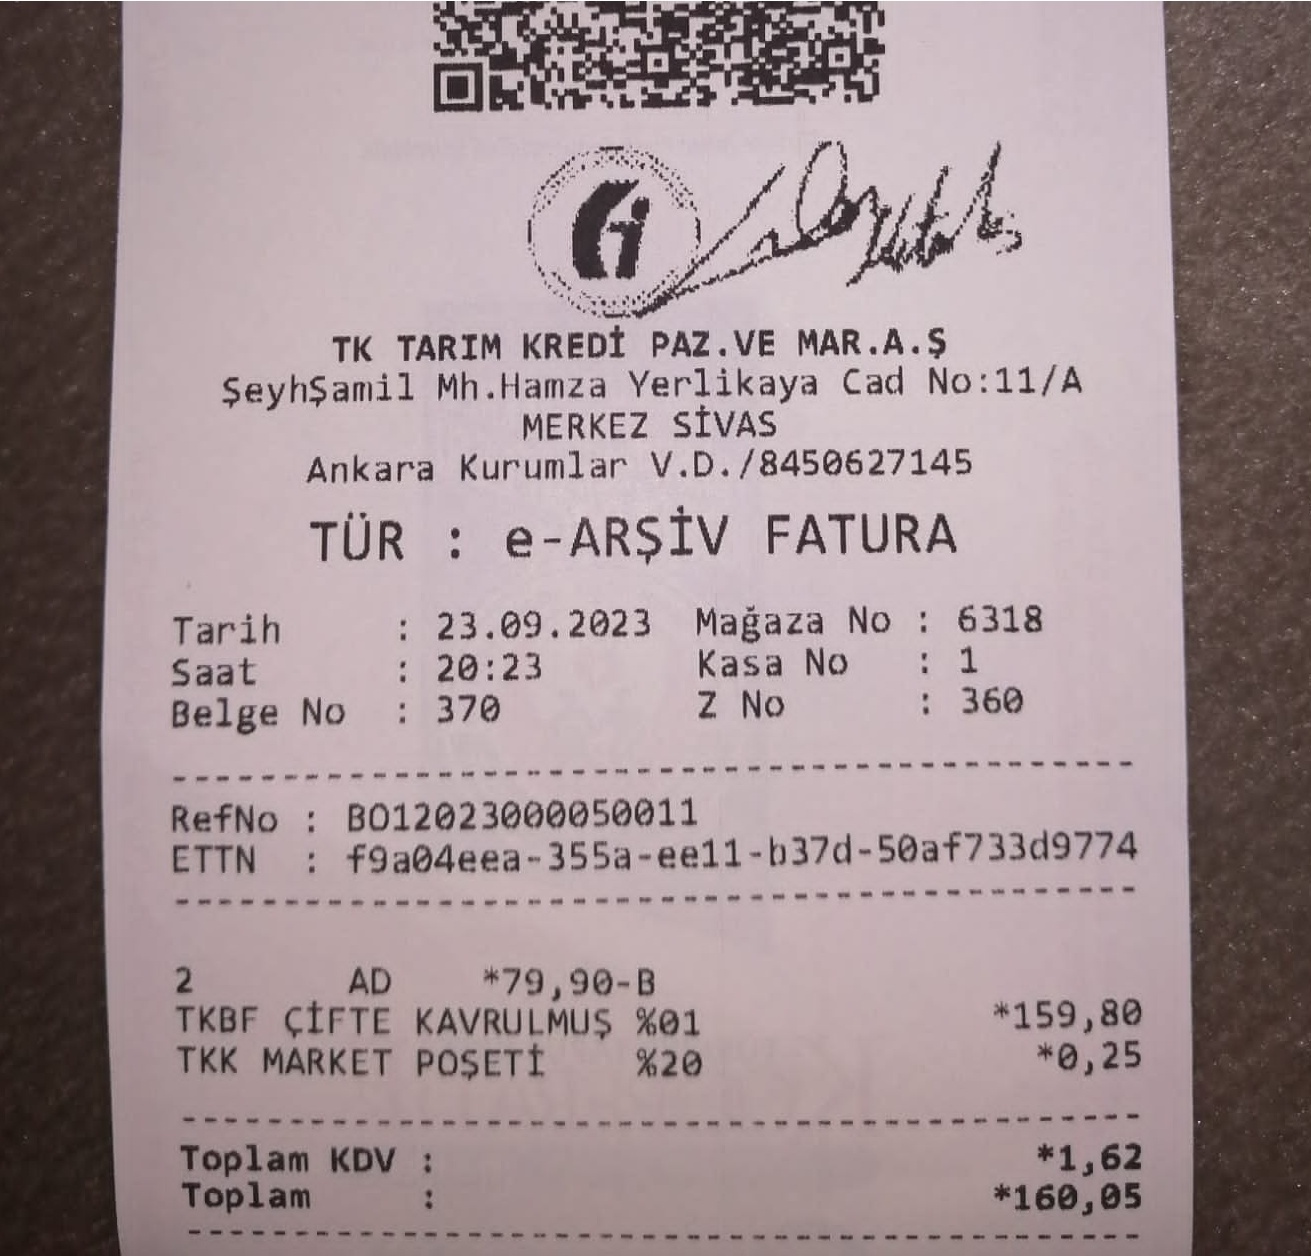 TK TARIM KREDİ PAZ.VE MAR.A.Ş
ŞeyhŞamil Mh.Hamza Yerlikaya Cad No:11/A
MERKEZ SİVAS
Ankara Kurumlar V.D./8450627145
TÜR : e-ARŞİV FATURA
Tarih : 23.09.2023 Mağaza No : 6318
Saat : 20:23 Kasa No : 1
Belge No : 370 Z No : 360
RefNo : BO12023000050011
ETTN : f9a04eea-355a-ee11-b37d-50af733d9774
2 AD *79,90-B
TKBF ÇİFTE KAVRULMUŞ %01 *159,80
TKK MARKET POŞETİ %20 *0,25
Toplam KDV : *1,62
Toplam : *160,05